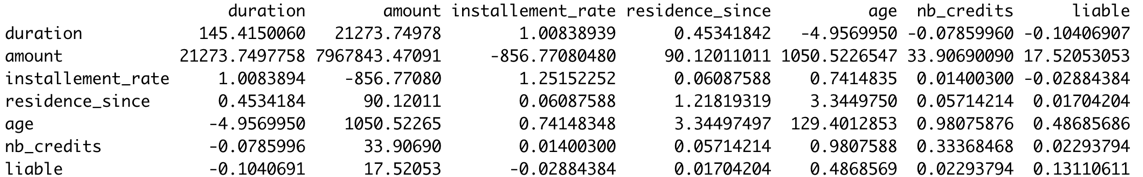 duration amount installement_rate residence_since age nb_credits liable
duration 145.4150060 21273.74978 1.00838939 0.45341842 -4.9569950 -0.07859960 -0.10406907
amount 21273.7497758 7967843.47091 -856.77080480 90.12011011 1050.5226547 33.90690090 17.52053053
installement_rate 1.0083894 -856.77080 1.25152252 0.06087588 0.7414835 0.01400300 -0.02884384
residence_since 0.4534184 90.12011 0.06087588 1.21819319 3.3449750 0.05714214 0.01704204
age -4.9569950 1050.52265 0.74148348 3.34497497 129.4012853 0.98075876 0.48685686
nb_credits -0.0785996 33.90690 0.01400300 0.05714214 0.9807588 0.33368468 0.02293794
liable -0.1040691 17.52053 -0.02884384 0.01704204 0.4868569 0.02293794 0.13110611